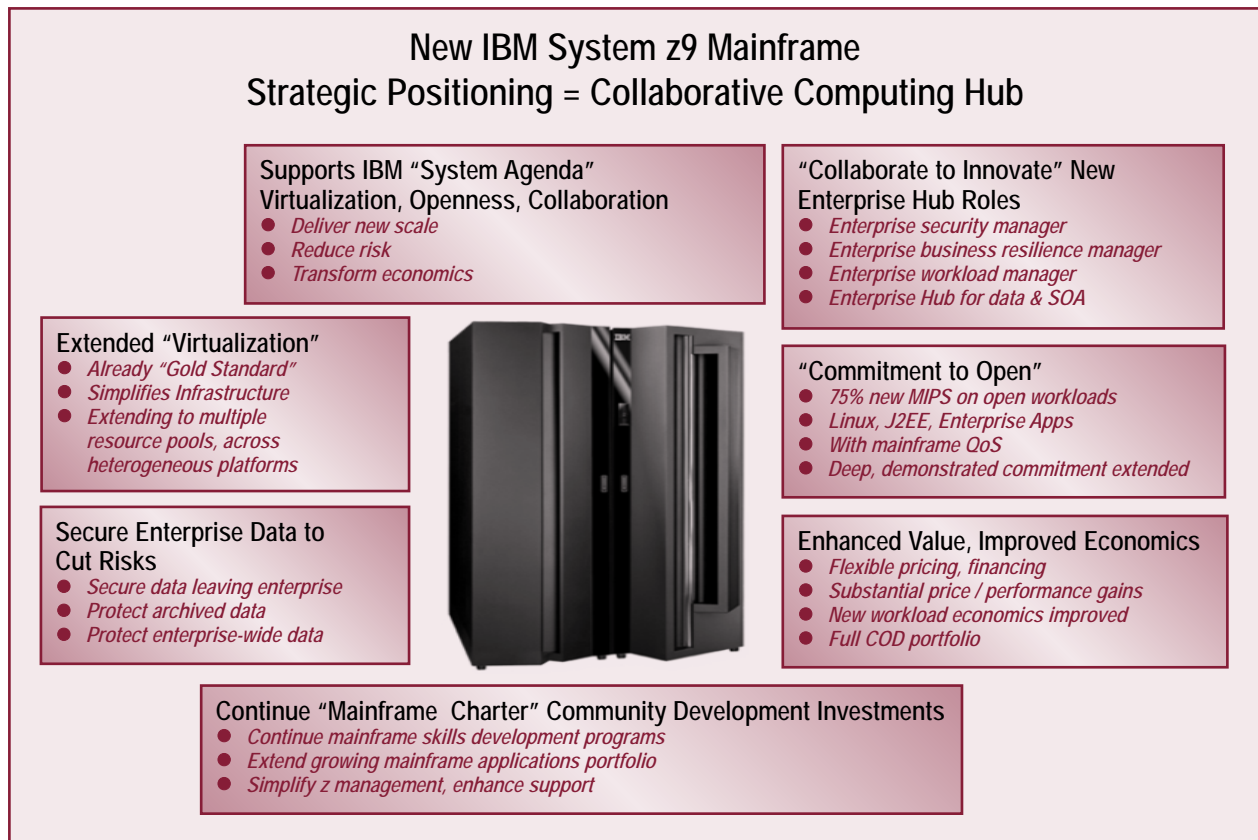 New IBM System z9 Mainframe
Strategic Positioning = Collaborative Computing Hub
Supports IBM “System Agenda”
Virtualization, Openness, Collaboration
● Deliver new scale
● Reduce risk
● Transform economics
“Collaborate to Innovate” New
Enterprise Hub Roles
● Enterprise security manager
● Enterprise business resilience manager
● Enterprise workload manager
● Enterprise Hub for data & SOA
Extended “Virtualization”
● Already “Gold Standard”
● Simplifies Infrastructure
● Extending to multiple
resource pools, across
heterogeneous platforms
IBM
“Commitment to Open”
● 75% new MIPS on open workloads
● Linux, J2EE, Enterprise Apps
● With mainframe QoS
● Deep, demonstrated commitment extended
Secure Enterprise Data to
Cut Risks
● Secure data leaving enterprise
● Protect archived data
● Protect enterprise-wide data
Enhanced Value, Improved Economics
● Flexible pricing, financing
● Substantial price / performance gains
● New workload economics improved
● Full COD portfolio
Continue “Mainframe Charter” Community Development Investments
● Continue mainframe skills development programs
● Extend growing mainframe applications portfolio
● Simplify z management, enhance support